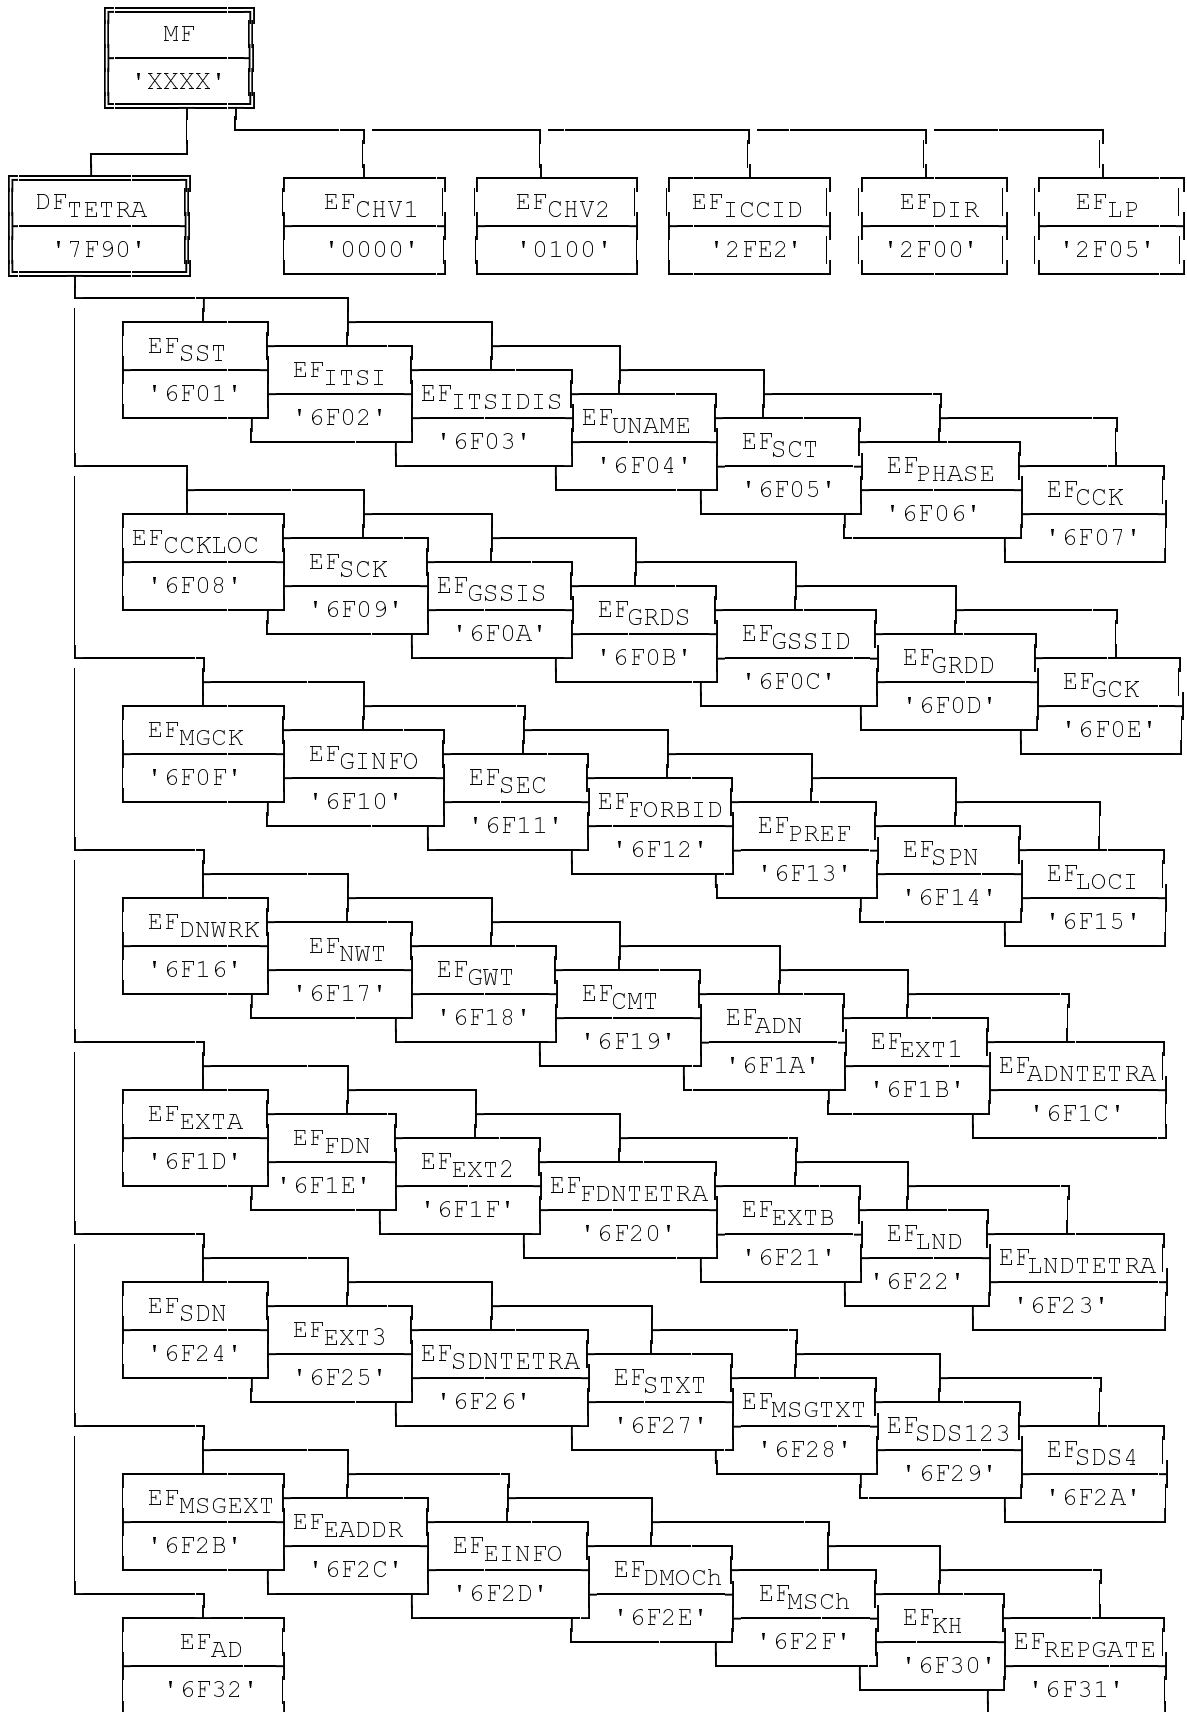 MF
'XXXX'
DFTETRA EFCHV1 EFCHV2 EFICCID EFDIR EFLP
'7F90' '0000' '0100' '2FE2' '2F00' '2F05'
EFSST
'6F01'
EFITSI
'6F02'
EFITSIDIS
'6F03'
EFUNAME
'6F04'
EFSCT
'6F05'
EFPHASE
'6F06'
EFCCK
'6F07'
EFCCKLOC
'6F08'
EFSCK
'6F09'
EFGSSIS
'6F0A'
EFGRDS
'6F0B'
EFGSSID
'6F0C'
EFGRDD
'6F0D'
EFGCK
'6F0E'
EFMGCK
'6F0F'
EFGINFO
'6F10'
EFSEC
'6F11'
EFFORBID
'6F12'
EFPREF
'6F13'
EFSPN
'6F14'
EFLOCI
'6F15'
EFDNWRK
'6F16'
EFNWT
'6F17'
EFGWT
'6F18'
EFCMT
'6F19'
EFADN
'6F1A'
EFEXT1
'6F1B'
EFADNTETRA
'6F1C'
EFEXTA
'6F1D'
EFFDN
'6F1E'
EFEXT2
'6F1F'
EFFDNTETRA
'6F20'
EFEXTB
'6F21'
EFLND
'6F22'
EFLNDTETRA
'6F23'
EFSDN
'6F24'
EFEXT3
'6F25'
EFSDNTETRA
'6F26'
EFSTXT
'6F27'
EFMSGTXT
'6F28'
EFSDS123
'6F29'
EFSDS4
'6F2A'
EFMSGEXT
'6F2B'
EFEADDR
'6F2C'
EFEINFO
'6F2D'
EFDMOCh
'6F2E'
EFMSCh
'6F2F'
EFKH
'6F30'
EFREPGATE
'6F31'
EFAD
'6F32'